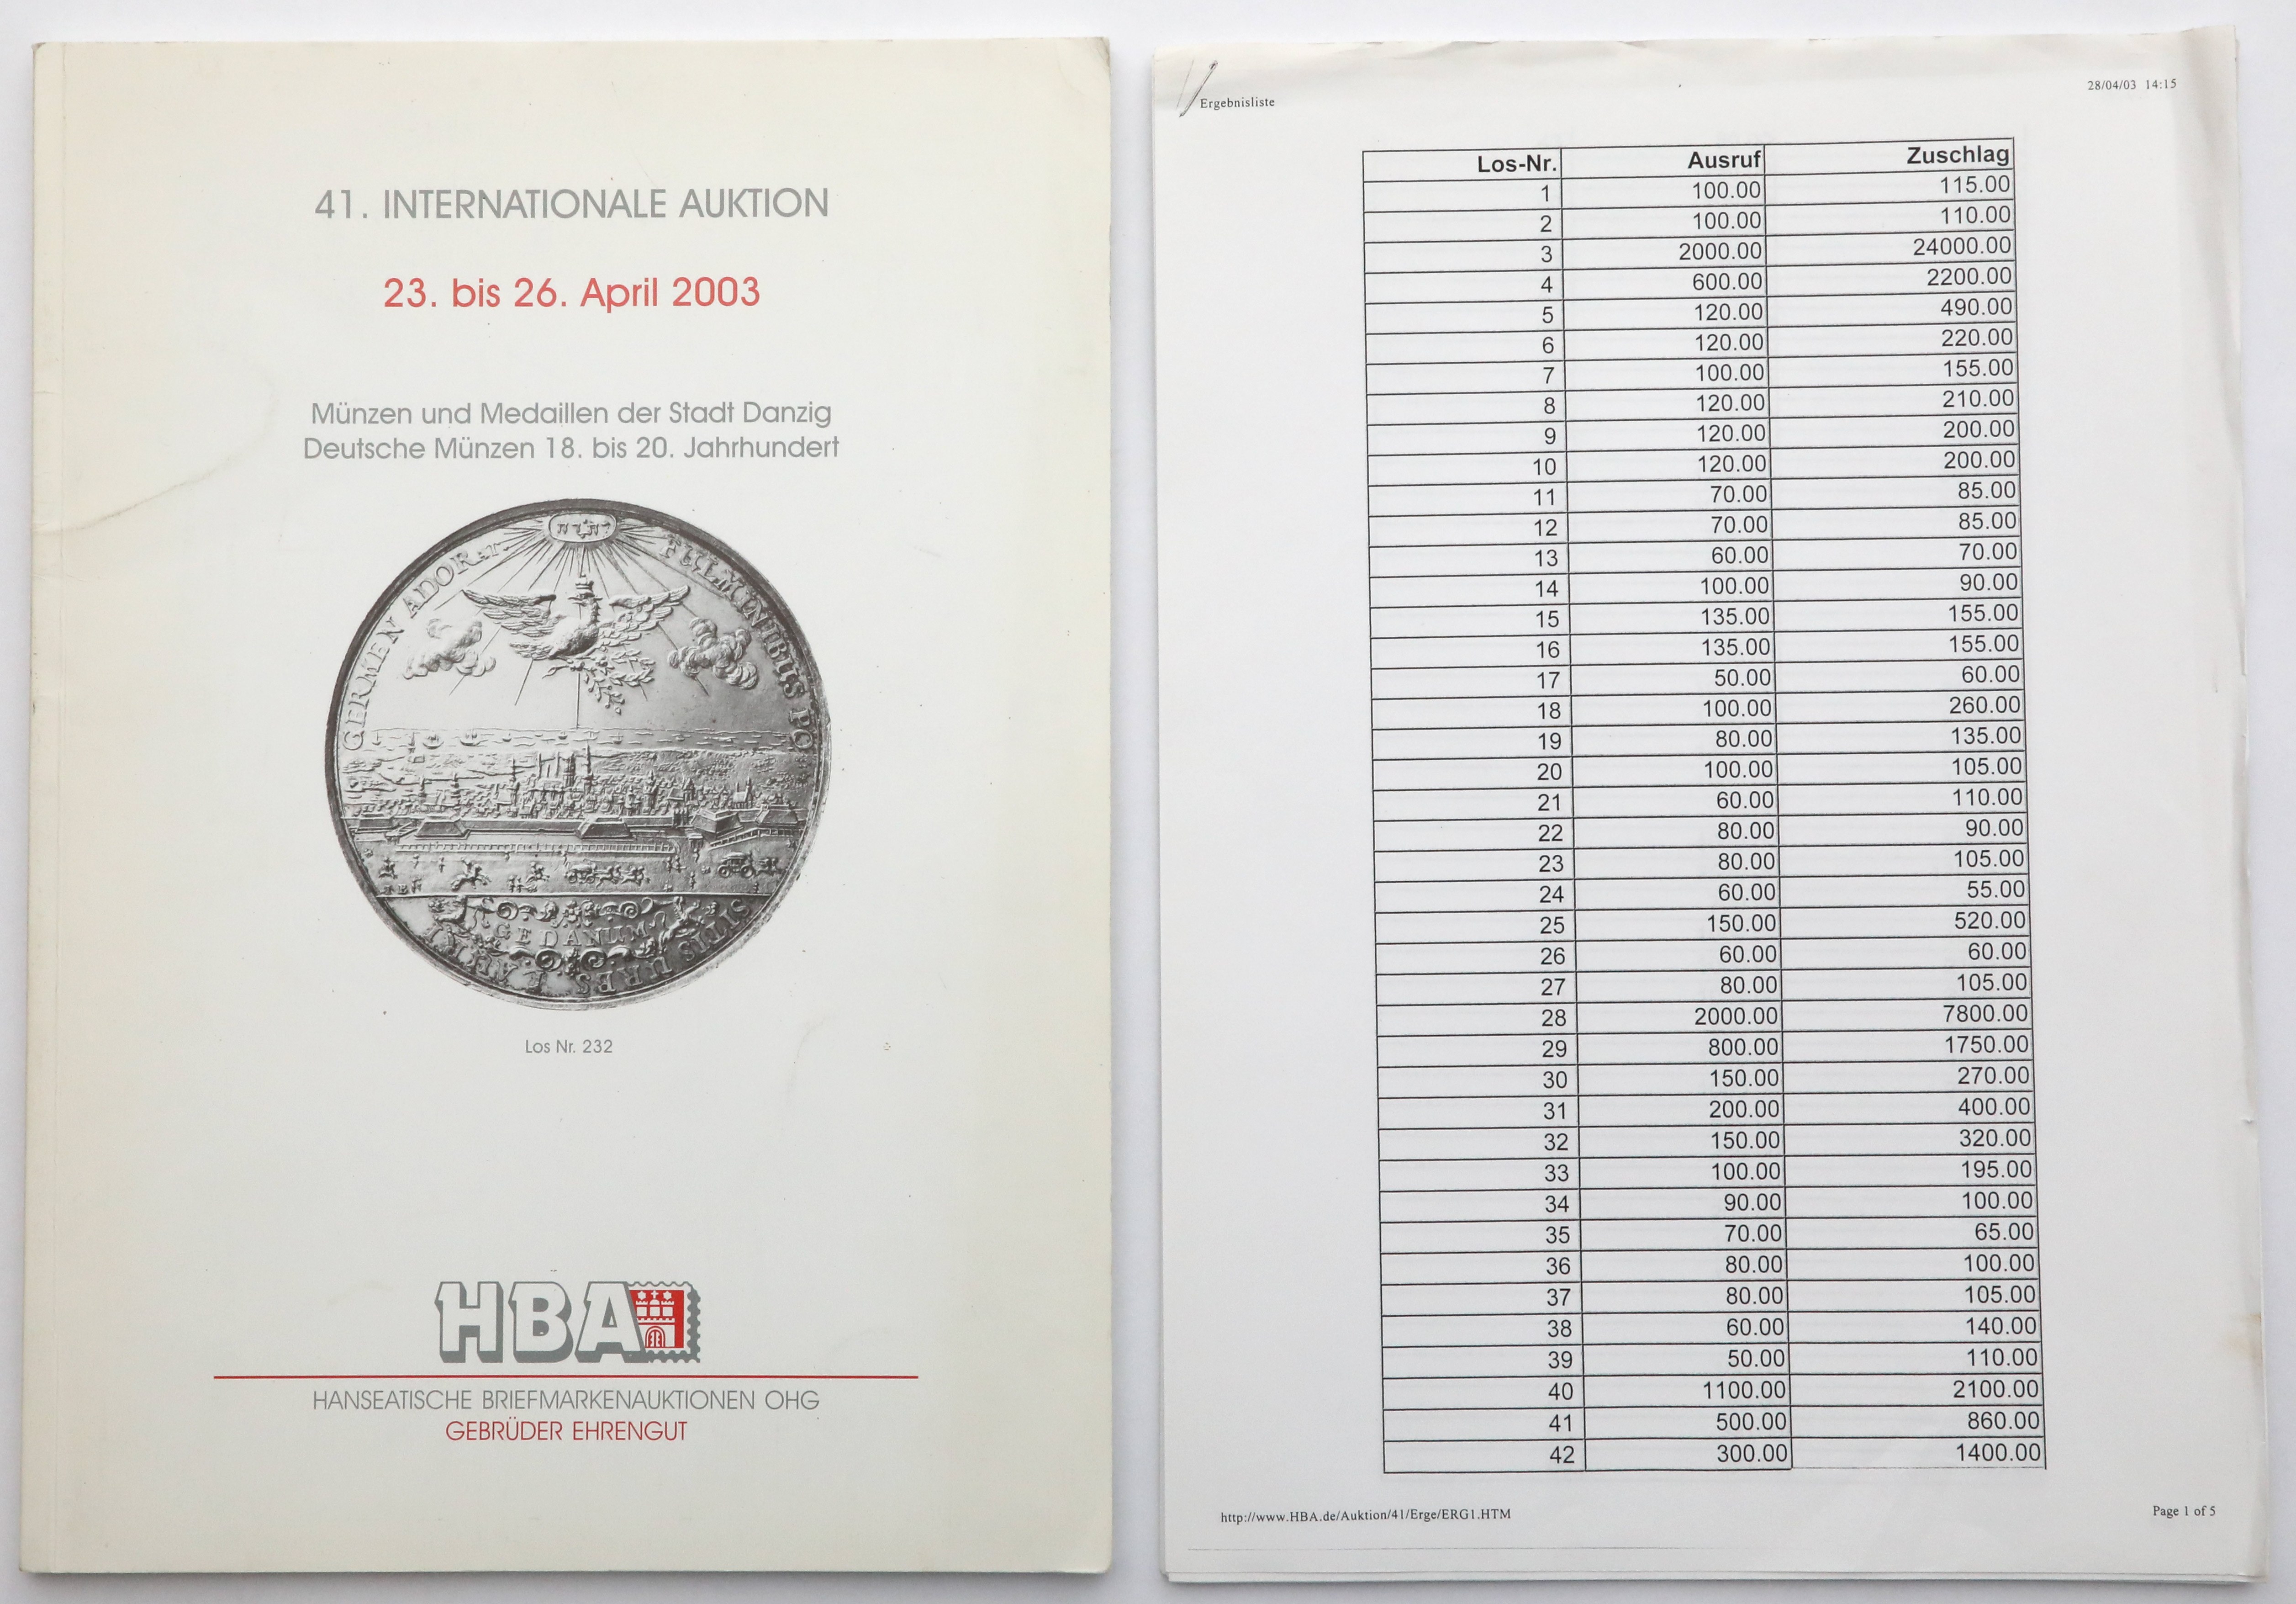 41. INTERNATIONALE AUKTION
23. bis 26. April 2003
Münzen und Medaillen der Stadt Danzig
Deutsche Münzen 18. bis 20. Jahrhundert
GERMEN ADORAT FULMINIBUS PO
SITIS URBS
GEDANUM
Los Nr. 232
HBA
HANSEATISCHE BRIEFMARKENAUKTIONEN OHG
GEBRÜDER EHRENGUT
Ergebnisliste
28/04/03 14:15
Los-Nr. Ausruf Zuschlag
1 100.00 115.00
2 100.00 110.00
3 2000.00 24000.00
4 600.00 2200.00
5 120.00 490.00
6 120.00 220.00
7 100.00 155.00
8 120.00 210.00
9 120.00 200.00
10 120.00 200.00
11 70.00 85.00
12 70.00 85.00
13 60.00 70.00
14 100.00 90.00
15 135.00 155.00
16 135.00 155.00
17 50.00 60.00
18 100.00 260.00
19 80.00 135.00
20 100.00 105.00
21 60.00 110.00
22 80.00 90.00
23 80.00 105.00
24 60.00 55.00
25 150.00 520.00
26 60.00 60.00
27 80.00 105.00
28 2000.00 7800.00
29 800.00 1750.00
30 150.00 270.00
31 200.00 400.00
32 150.00 320.00
33 100.00 195.00
34 90.00 100.00
35 70.00 65.00
36 80.00 100.00
37 80.00 105.00
38 60.00 140.00
39 50.00 110.00
40 1100.00 2100.00
41 500.00 860.00
42 300.00 1400.00
http://www.HBA.de/Auktion/41/Erge/ERG1.HTM
Page 1 of 5